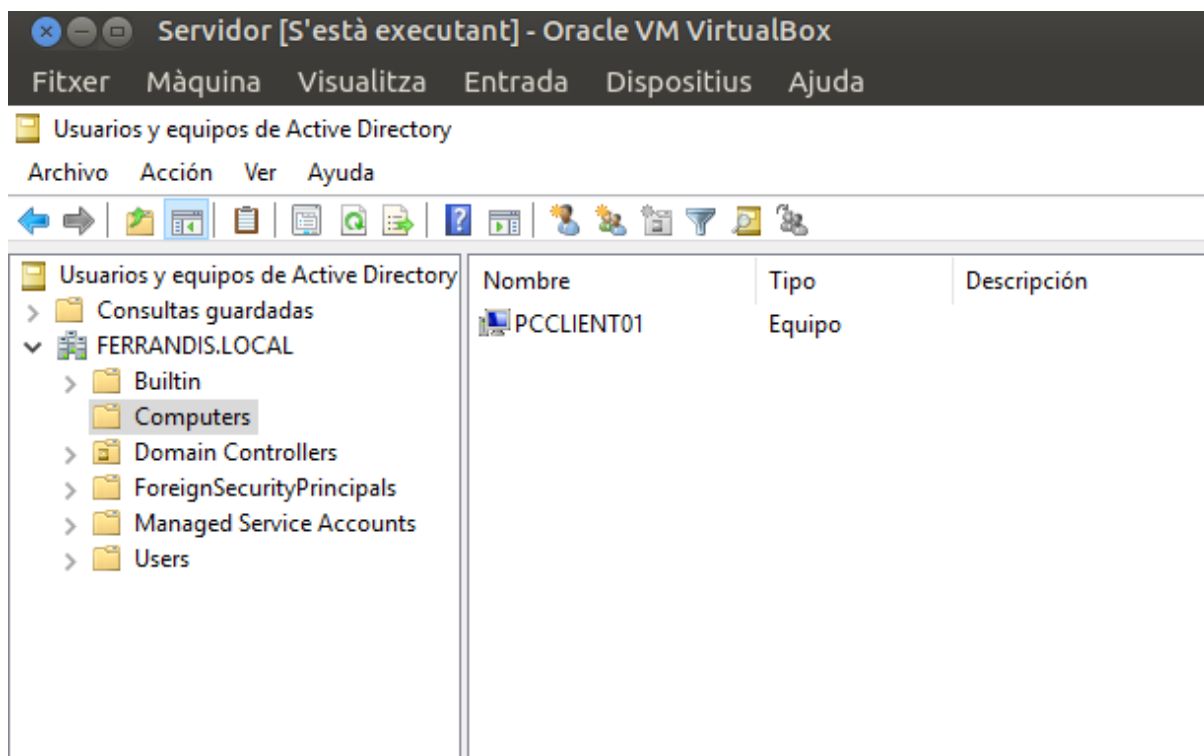 Servidor [S'està executant] - Oracle VM VirtualBox
Fitxer Màquina Visualitza Entrada Dispositius Ajuda
Usuarios y equipos de Active Directory
Archivo Acción Ver Ayuda
Usuarios y equipos de Active Directory
Consultas guardadas
FERRANDIS.LOCAL
Builtin
Computers
Domain Controllers
ForeignSecurityPrincipals
Managed Service Accounts
Users
Nombre Tipo Descripción
PCCLIENT01 Equipo